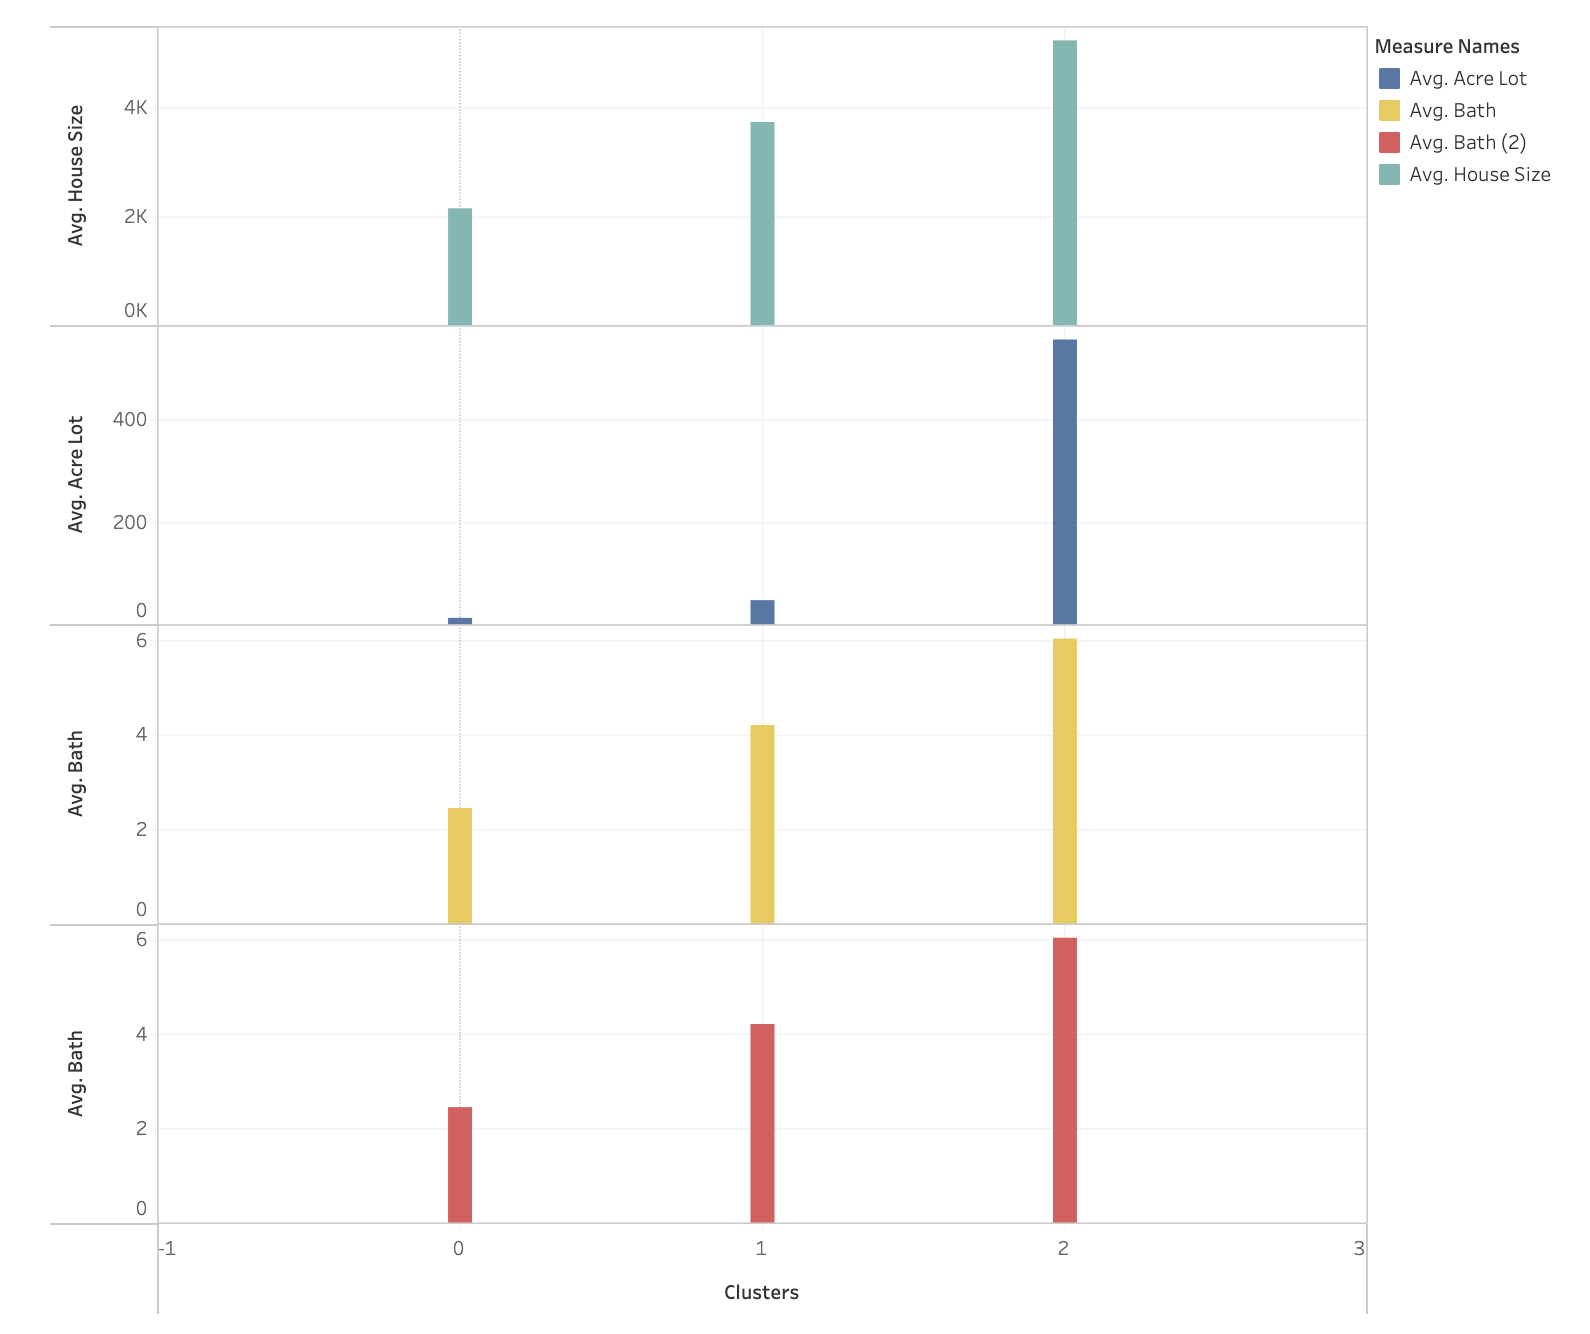 Avg. House Size
4K
2K
0K
Avg. Acre Lot
400
200
0
Avg. Bath
6
4
2
0
Avg. Bath
6
4
2
0
-1
0
1
2
3
Clusters
Measure Names
Avg. Acre Lot
Avg. Bath
Avg. Bath (2)
Avg. House Size